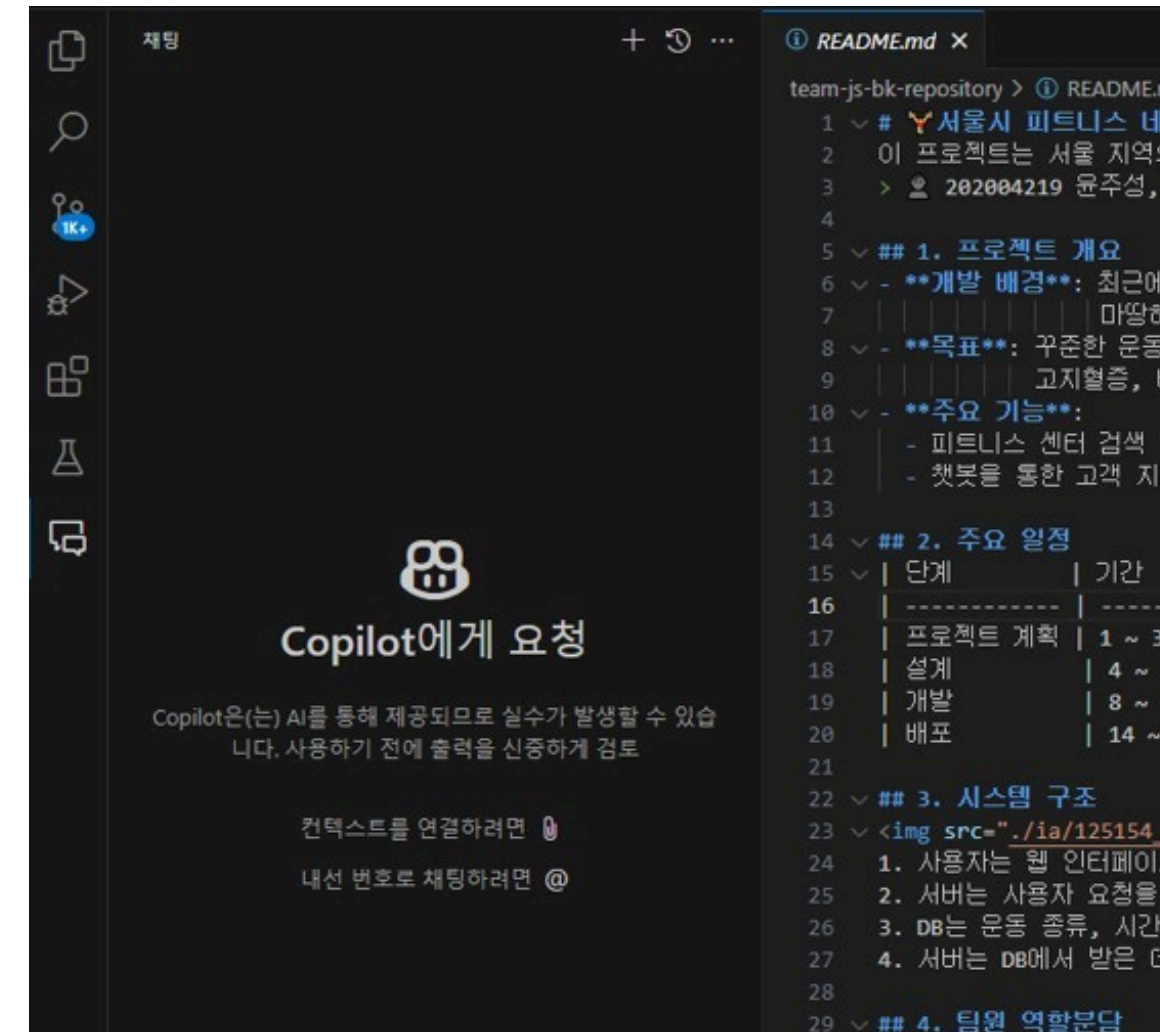 채팅
README.md
team-js-bk-repository > README.
1K+
Copilot에게 요청
Copilot은(는) AI를 통해 제공되므로 실수가 발생할 수 있습
니다. 사용하기 전에 출력을 신중하게 검토
컨텍스트를 연결하려면
내선 번호로 채팅하려면 @
1 # 서울시 피트니스 네
2 이 프로젝트는 서울 지역
3 > 202004219 윤주성,
4
5 ## 1. 프로젝트 개요
6 - **개발 배경**: 최근에
7 마땅
8 - **목표**: 꾸준한 운동
9 고지혈증,
10 - **주요 기능**:
11 - 피트니스 센터 검색
12 - 챗봇을 통한 고객 지
13
14 ## 2. 주요 일정
15 | 단계 | 기간
16 | ------------ | -----
17 | 프로젝트 계획 | 1 ~ 3
18 | 설계 | 4 ~
19 | 개발 | 8 ~
20 | 배포 | 14 ~
21
22 ## 3. 시스템 구조
23 <img src="./ia/125154_
24 1. 사용자는 웹 인터페이
25 2. 서버는 사용자 요청을
26 3. DB는 운동 종류, 시간
27 4. 서버는 DB에서 받은
28
29 ## 4. 팀원 역할분담